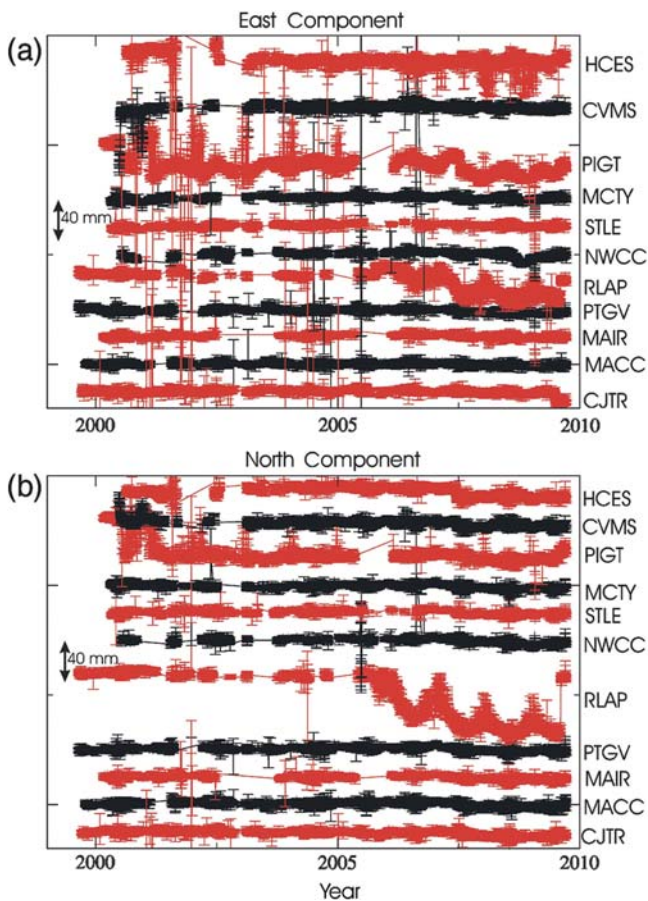 East Component
(a)
HCES
CVMS
PIGT
MCTY
40 mm
STLE
NWCC
RLAP
PTGV
MAIR
MACC
CJTR
2000 2005 2010
North Component
(b)
HCES
CVMS
PIGT
MCTY
STLE
NWCC
40 mm
RLAP
PTGV
MAIR
MACC
CJTR
2000 2005 2010
Year